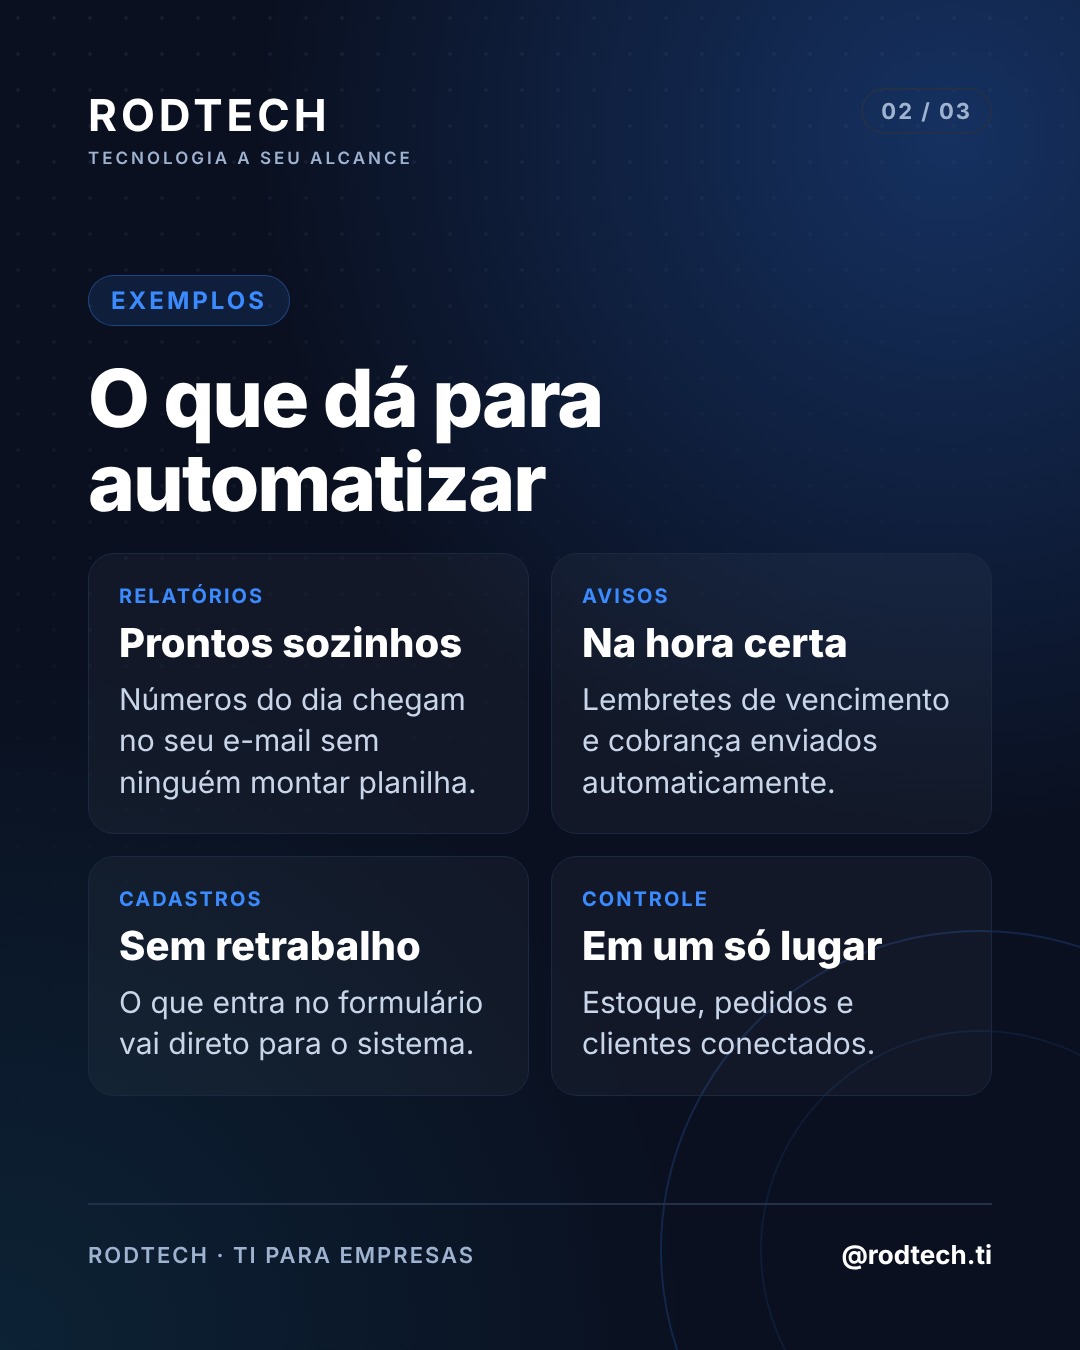 RODTECH
TECNOLOGIA A SEU ALCANCE
02 / 03
EXEMPLOS
O que dá para
automatizar
RELATÓRIOS
Prontos sozinhos
Números do dia chegam
no seu e-mail sem
ninguém montar planilha.
AVISOS
Na hora certa
Lembretes de vencimento
e cobrança enviados
automaticamente.
CADASTROS
Sem retrabalho
O que entra no formulário
vai direto para o sistema.
CONTROLE
Em um só lugar
Estoque, pedidos e
clientes conectados.
RODTECH · TI PARA EMPRESAS
@rodtech.ti